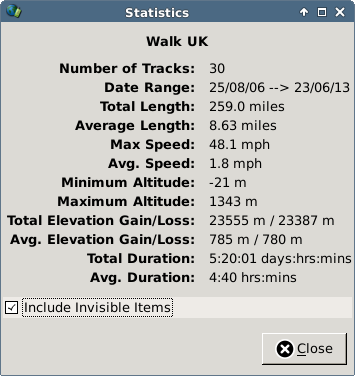 Statistics
Walk UK
Number of Tracks: 30
Date Range: 25/08/06 --> 23/06/13
Total Length: 259.0 miles
Average Length: 8.63 miles
Max Speed: 48.1 mph
Avg. Speed: 1.8 mph
Minimum Altitude: -21 m
Maximum Altitude: 1343 m
Total Elevation Gain/Loss: 23555 m / 23387 m
Avg. Elevation Gain/Loss: 785 m / 780 m
Total Duration: 5:20:01 days:hrs:mins
Avg. Duration: 4:40 hrs:mins
Include Invisible Items
Close